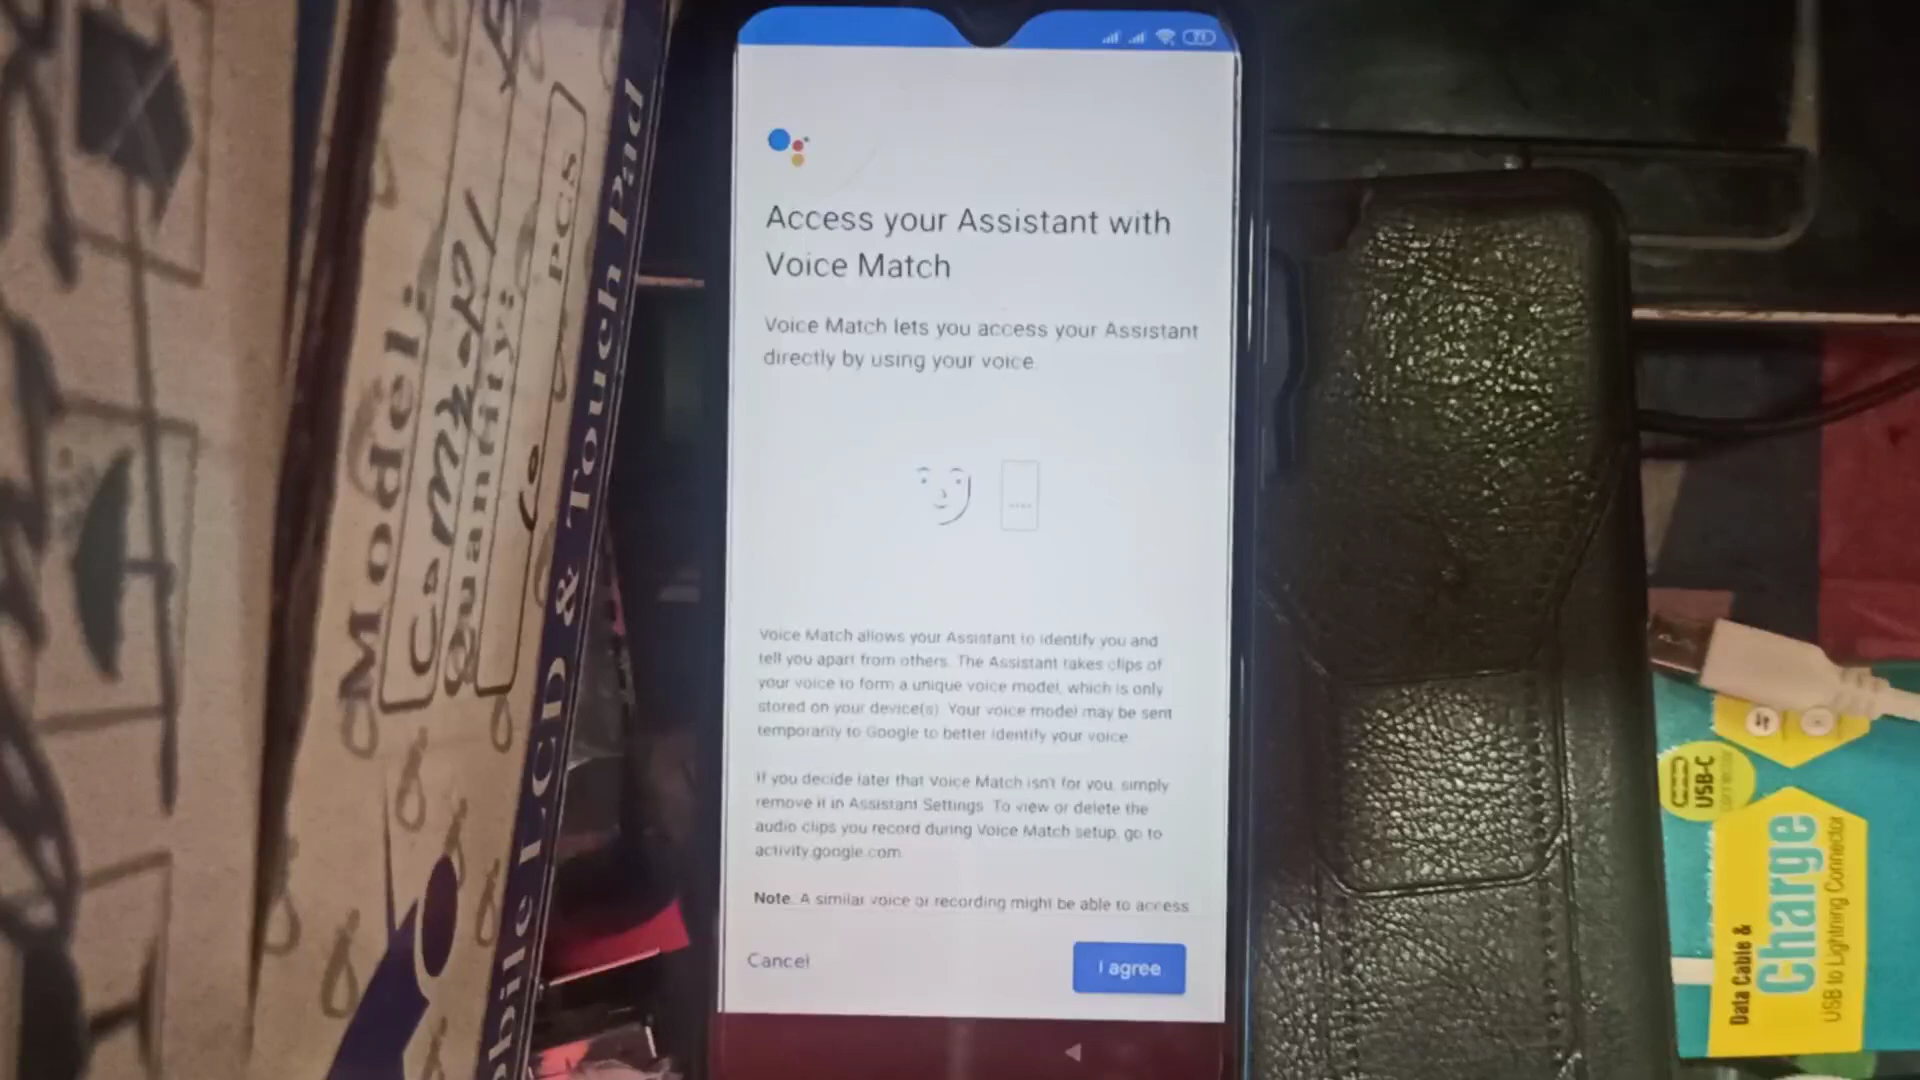 Access your Assistant with
Voice Match
Voice Match lets you access your Assistant
directly by using your voice.
Voice Match allows your Assistant to identify you and
tell you apart from others. The Assistant takes clips of
your voice to form a unique voice model, which is only
stored on your device(s). Your voice model may be sent
temporarily to Google to better identify your voice.
If you decide later that Voice Match isn't for you, simply
remove it in Assistant Settings. To view or delete the
audio clips you record during Voice Match setup, go to
activity.google.com.
Note: A similar voice or recording might be able to access
Cancel
I agree
Model:
Quantity:
PCS
bile LCD & Touch Pad
USB-C
Data Cable &
Charge
USB to Lightning Connector